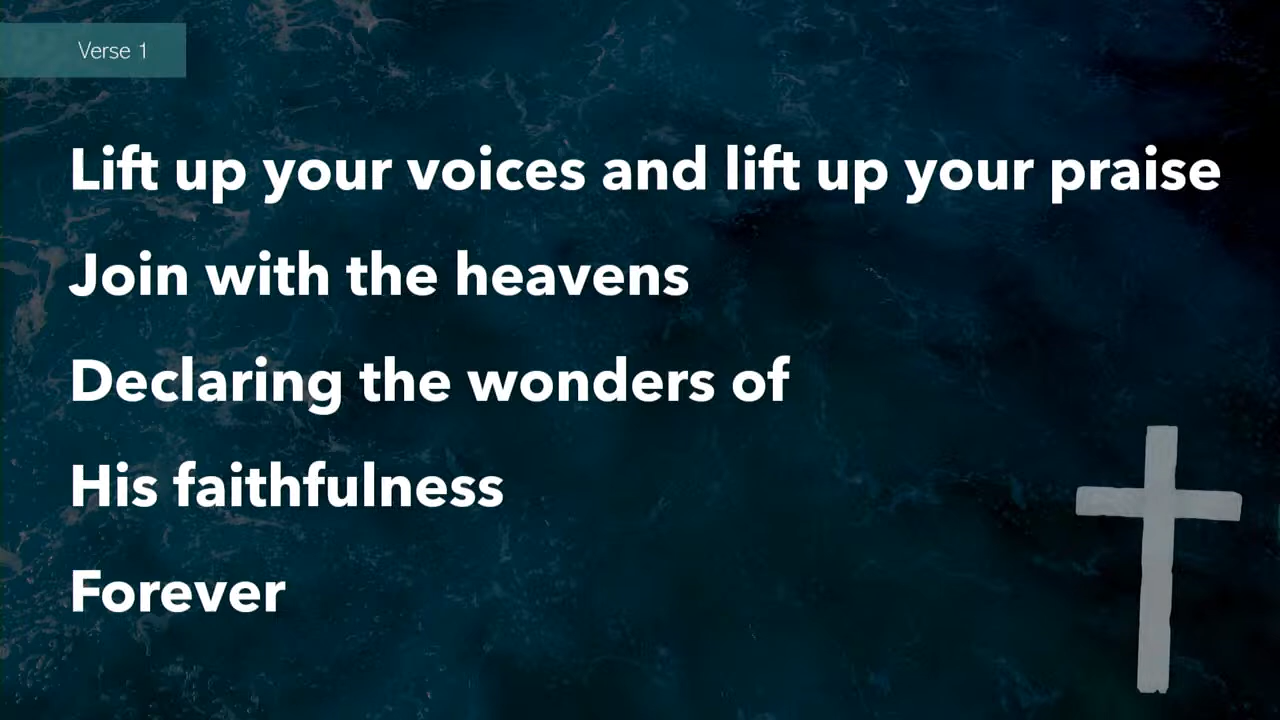 Verse 1
Lift up your voices and lift up your praise
Join with the heavens
Declaring the wonders of
His faithfulness
Forever